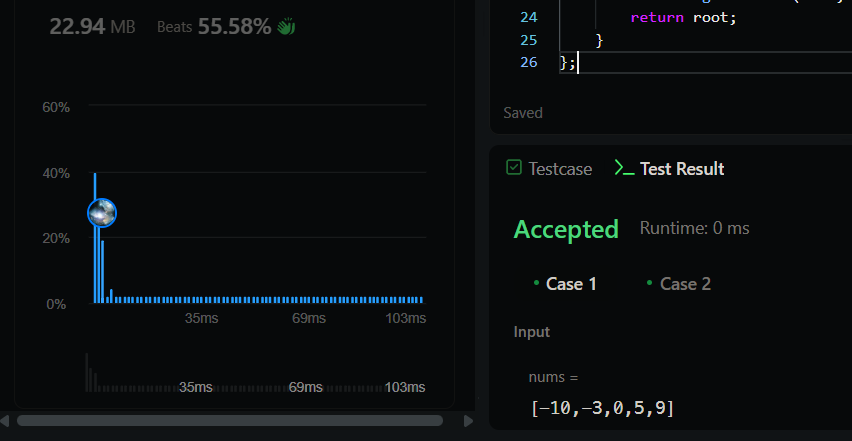 22.94 MB Beats 55.58%
60%
40%
20%
0%
35ms 69ms 103ms
35ms 69ms 103ms
24 return root;
25 }
26 };
Saved
Testcase Test Result
Accepted Runtime: 0 ms
Case 1 Case 2
Input
nums =
[-10,-3,0,5,9]